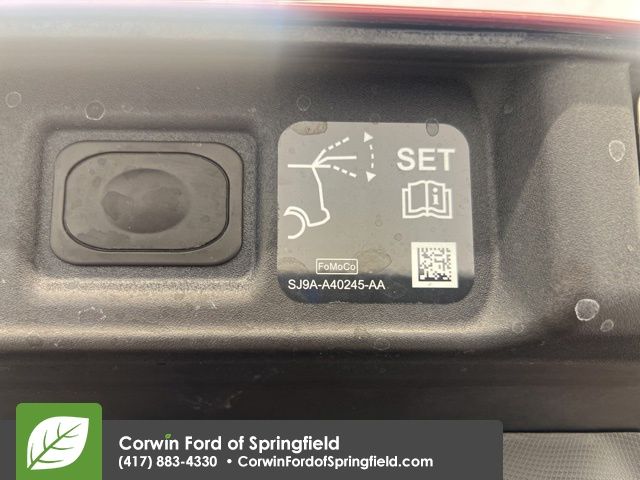 SET
FoMoCo
SJ9A-A40245-AA
Corwin Ford of Springfield
(417) 883-4330 • CorwinFordofSpringfield.com